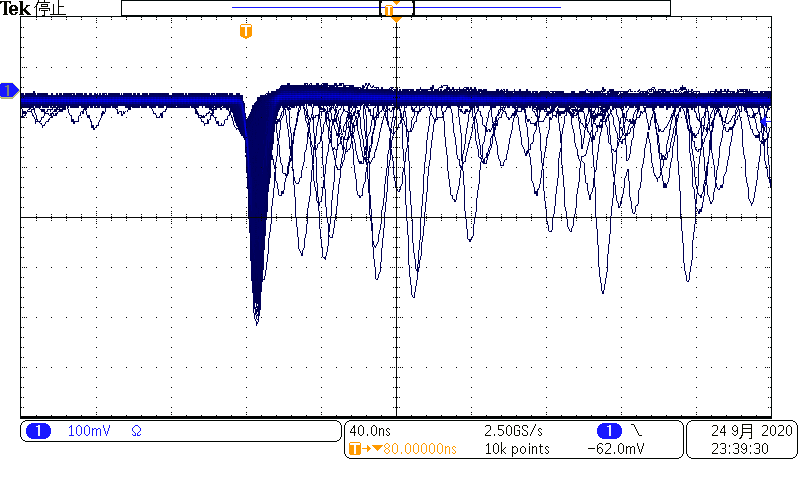 Tek 停止
T
T
1
1 100mV Ω
40.0ns 2.50GS/s 1 \
T→▼80.00000ns 10k points -62.0mV
24 9月 2020
23:39:30